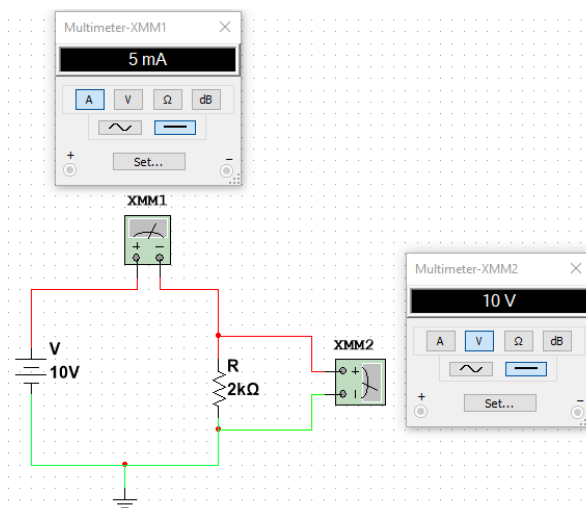 Multimeter-XMM1
5 mA
A V Ω dB
+ Set... −
XMM1
+ −
Multimeter-XMM2
10 V
A V Ω dB
+ Set... −
V
10V
R
2kΩ
XMM2
+
−